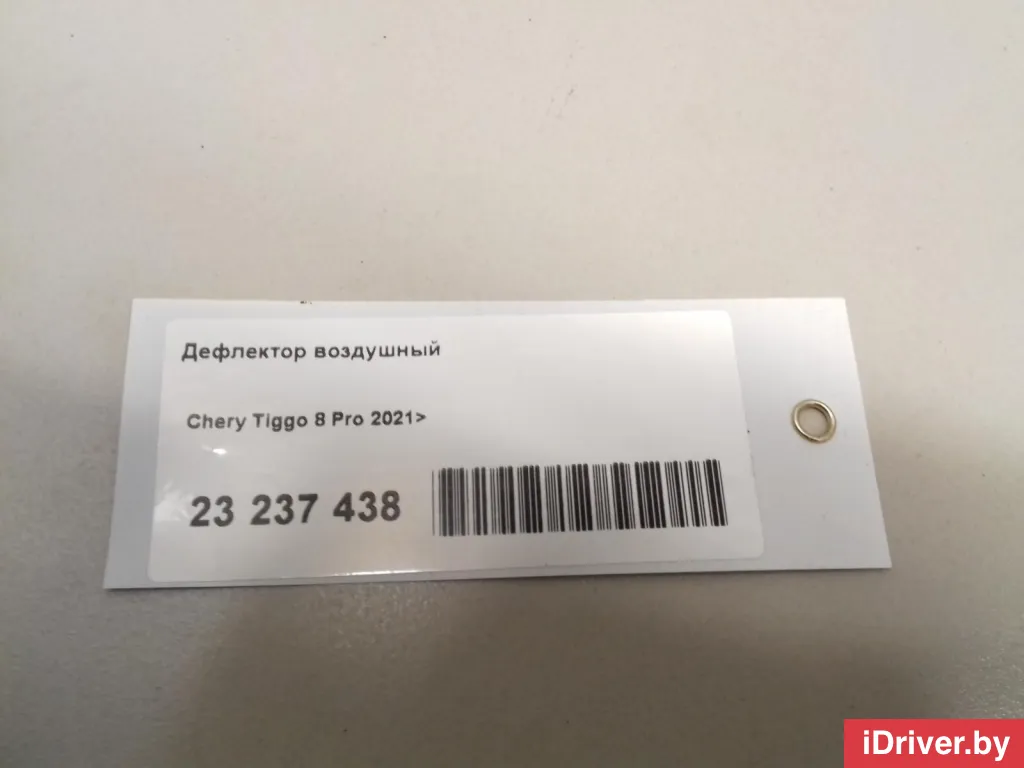 Дефлектор воздушный
Chery Tiggo 8 Pro 2021>
23 237 438
iDriver.by